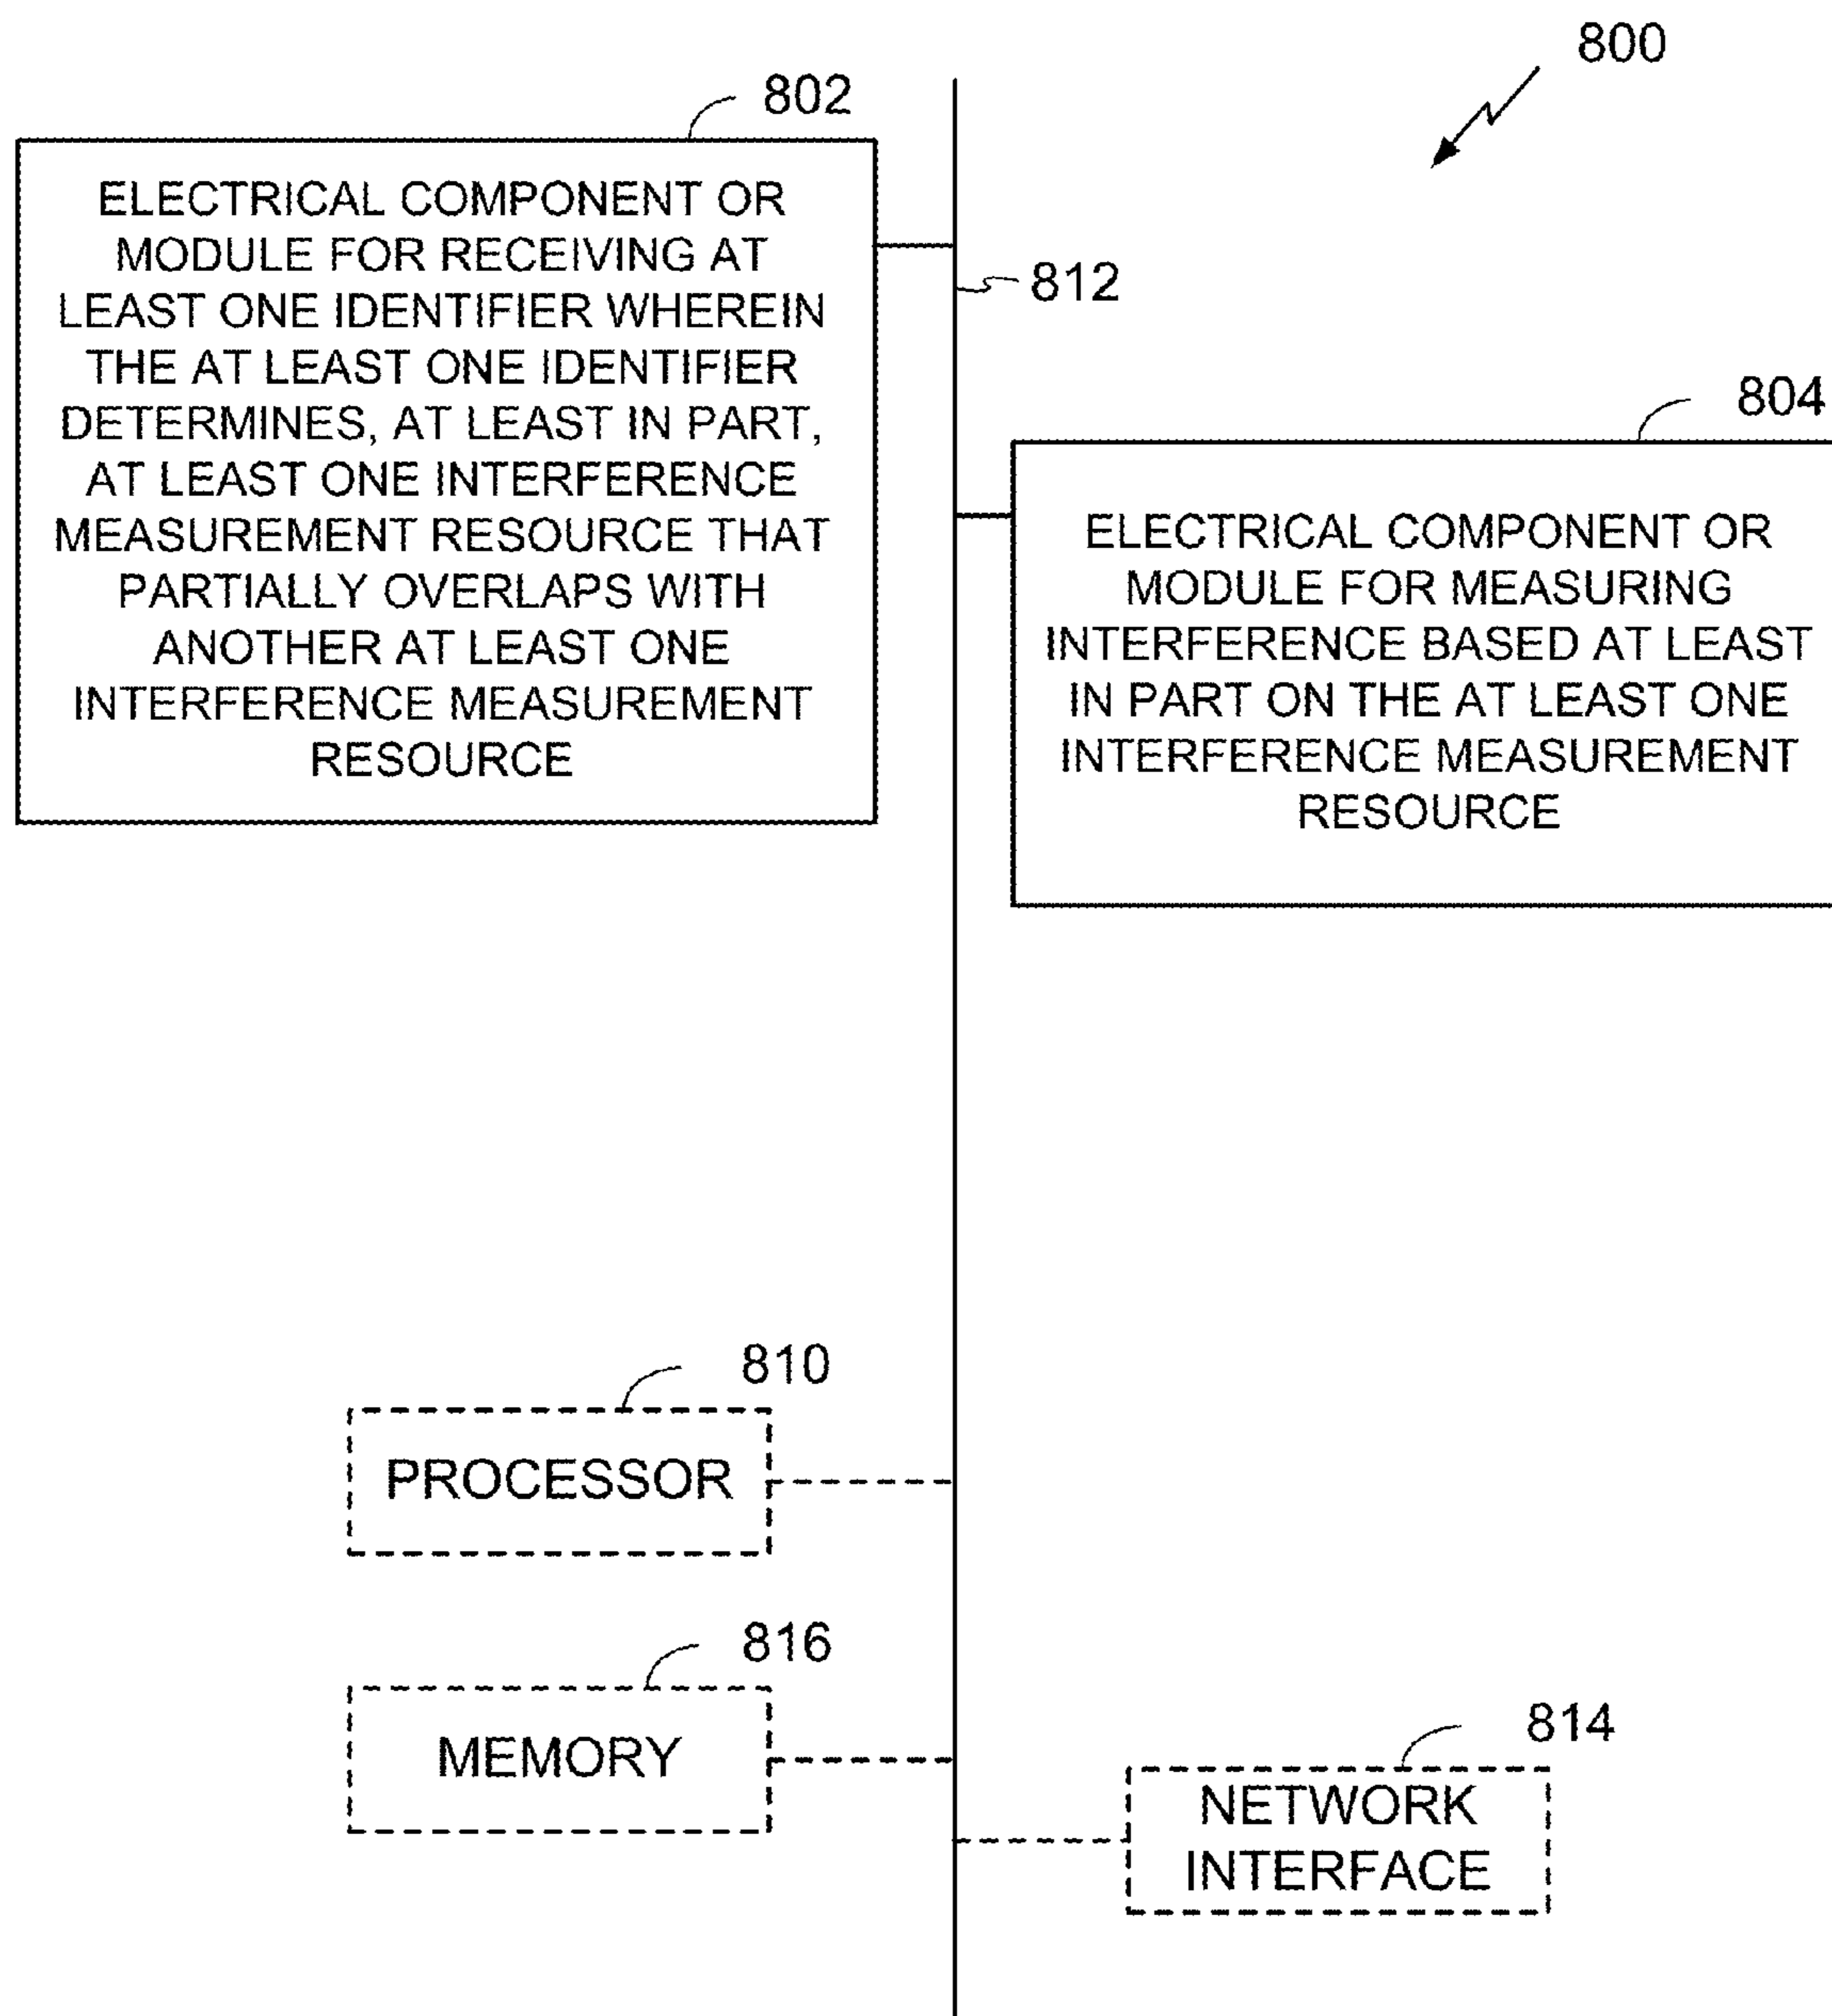 800
802
ELECTRICAL COMPONENT OR
MODULE FOR RECEIVING AT
LEAST ONE IDENTIFIER WHEREIN
THE AT LEAST ONE IDENTIFIER
DETERMINES, AT LEAST IN PART,
AT LEAST ONE INTERFERENCE
MEASUREMENT RESOURCE THAT
PARTIALLY OVERLAPS WITH
ANOTHER AT LEAST ONE
INTERFERENCE MEASUREMENT
RESOURCE
812
804
ELECTRICAL COMPONENT OR
MODULE FOR MEASURING
INTERFERENCE BASED AT LEAST
IN PART ON THE AT LEAST ONE
INTERFERENCE MEASUREMENT
RESOURCE
810
PROCESSOR
816
MEMORY
814
NETWORK
INTERFACE